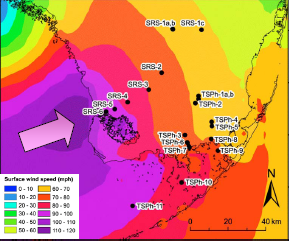 SRS-1a,b SRS-1c
SRS-2
SRS-3
TSPh-1a,b
SRS-4
TSPh-2
SRS-5
SRS-6
TSPh-4
TSPh-5
TSPh-3
TSPh-6
TSPh-8
TSPh-7
TSPh-9
TSPh-10
TSPh-11
N
Surface wind speed (mph)
0 - 10 60 - 70
10 - 20 70 - 80
20 - 30 80 - 90
30 - 40 90 - 100
40 - 50 100 - 110
50 - 60 110 - 120
0 10 20 40 km